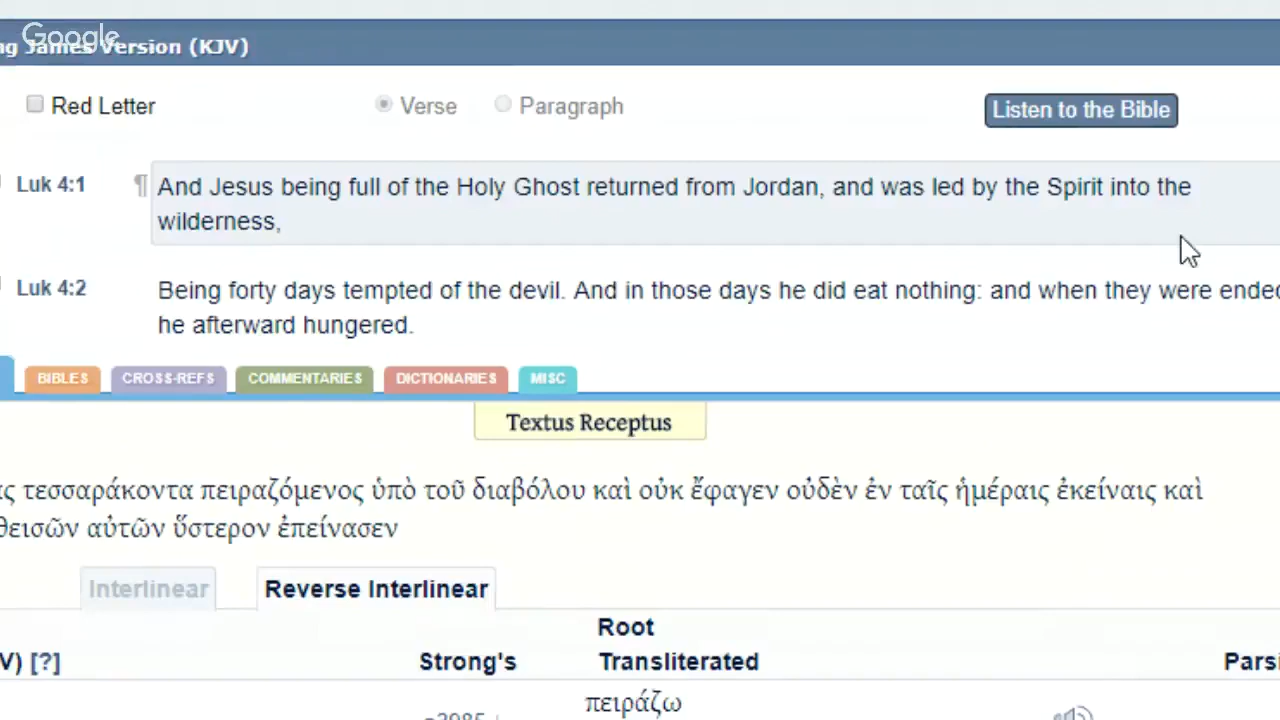 Google
ng James Version (KJV)
Red Letter Verse Paragraph Listen to the Bible
Luk 4:1 ¶ And Jesus being full of the Holy Ghost returned from Jordan, and was led by the Spirit into the
wilderness,
Luk 4:2 Being forty days tempted of the devil. And in those days he did eat nothing: and when they were ended
he afterward hungered.
BIBLES CROSS-REFS COMMENTARIES DICTIONARIES MISC
Textus Receptus
ς τεσσαράκοντα πειραζόμενος ὑπὸ τοῦ διαβόλου καὶ οὐκ ἔφαγεν οὐδὲν ἐν ταῖς ἡμέραις ἐκείναις καὶ
θεισῶν αὐτῶν ὕστερον ἐπείνασεν
Interlinear Reverse Interlinear
Root
V) [?] Strong's Transliterated Parsi
πειράζω